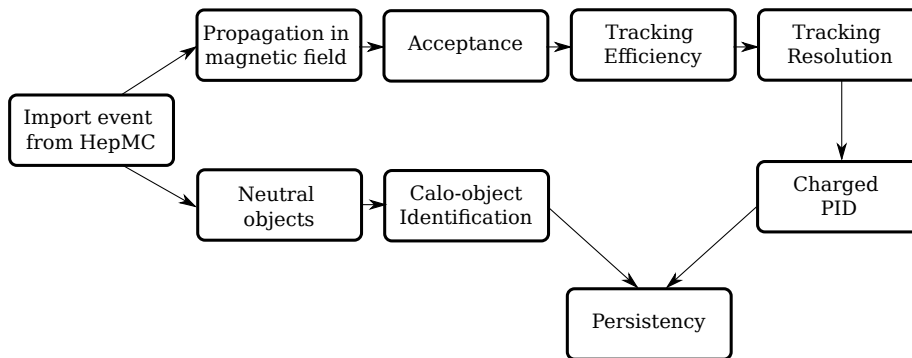 Propagation in
magnetic field
Acceptance
Tracking
Efficiency
Tracking
Resolution
Import event
from HepMC
Neutral
objects
Calo-object
Identification
Charged
PID
Persistency